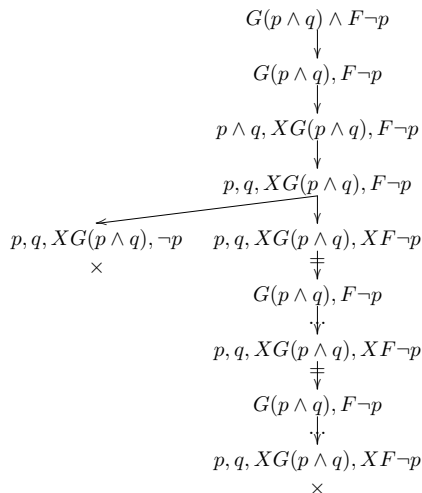 G(p ∧ q) ∧ F¬p
G(p ∧ q), F¬p
p ∧ q, XG(p ∧ q), F¬p
p, q, XG(p ∧ q), F¬p
p, q, XG(p ∧ q), ¬p
×
p, q, XG(p ∧ q), XF¬p
G(p ∧ q), F¬p
...
p, q, XG(p ∧ q), XF¬p
G(p ∧ q), F¬p
...
p, q, XG(p ∧ q), XF¬p
×